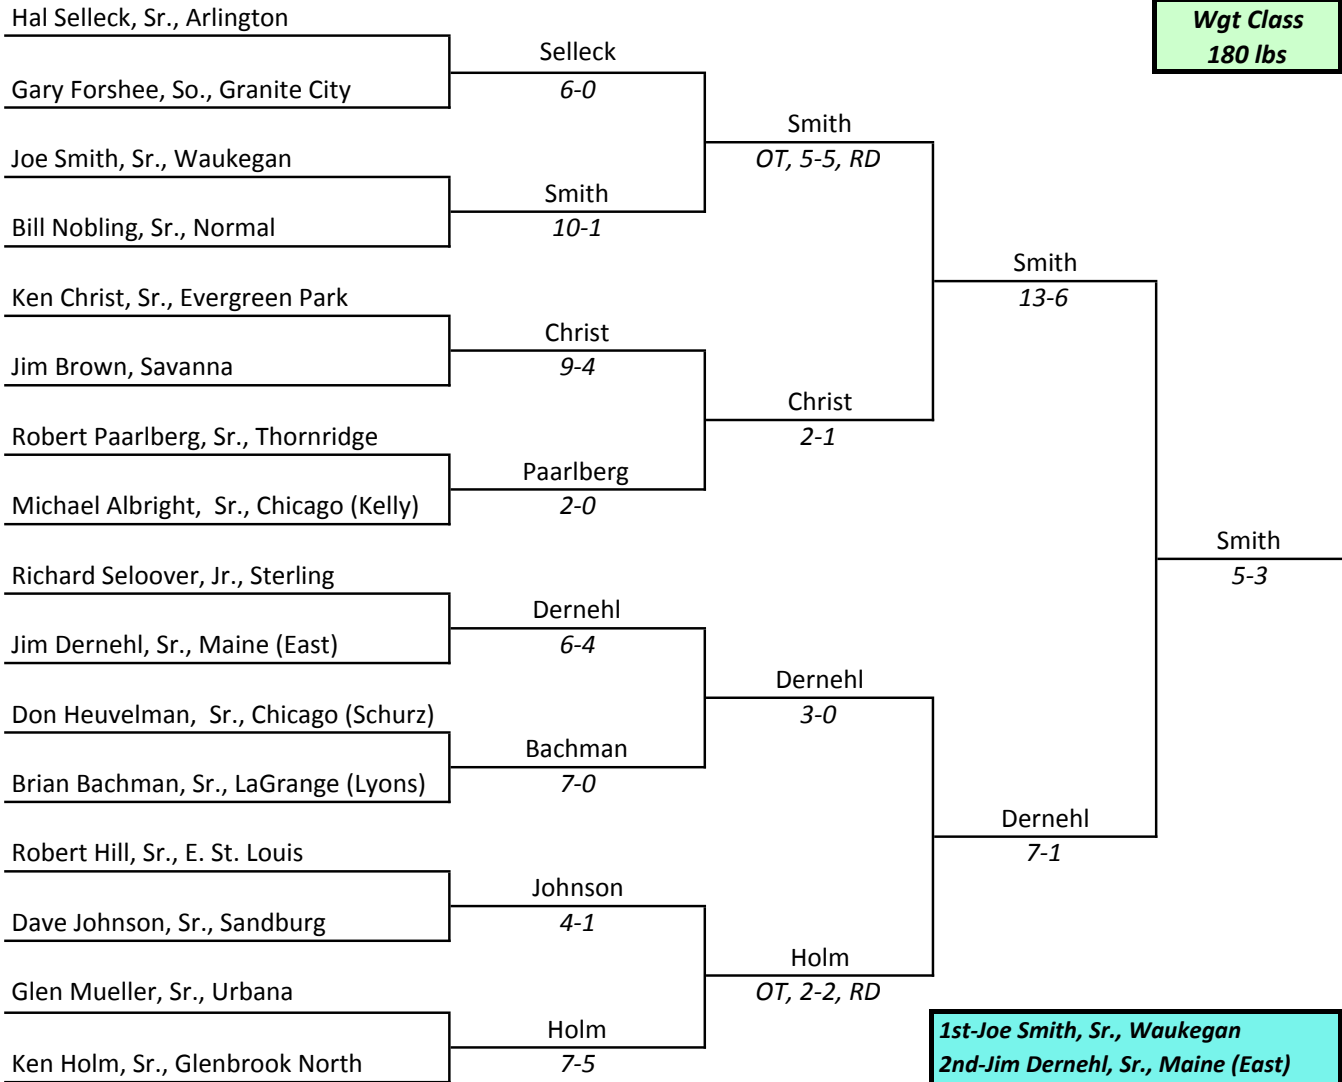 Hal Selleck, Sr., Arlington
Wgt Class
180 lbs
Selleck
6-0
Gary Forshee, So., Granite City
Smith
OT, 5-5, RD
Joe Smith, Sr., Waukegan
Smith
10-1
Bill Nobling, Sr., Normal
Smith
13-6
Ken Christ, Sr., Evergreen Park
Christ
9-4
Jim Brown, Savanna
Christ
2-1
Robert Paarlberg, Sr., Thornridge
Paarlberg
2-0
Michael Albright,  Sr., Chicago (Kelly)
Smith
5-3
Richard Seloover, Jr., Sterling
Dernehl
6-4
Jim Dernehl, Sr., Maine (East)
Dernehl
3-0
Don Heuvelman,  Sr., Chicago (Schurz)
Bachman
7-0
Brian Bachman, Sr., LaGrange (Lyons)
Dernehl
7-1
Robert Hill, Sr., E. St. Louis
Johnson
4-1
Dave Johnson, Sr., Sandburg
Holm
OT, 2-2, RD
Glen Mueller, Sr., Urbana
Holm
7-5
Ken Holm, Sr., Glenbrook North
1st-Joe Smith, Sr., Waukegan
2nd-Jim Dernehl, Sr., Maine (East)